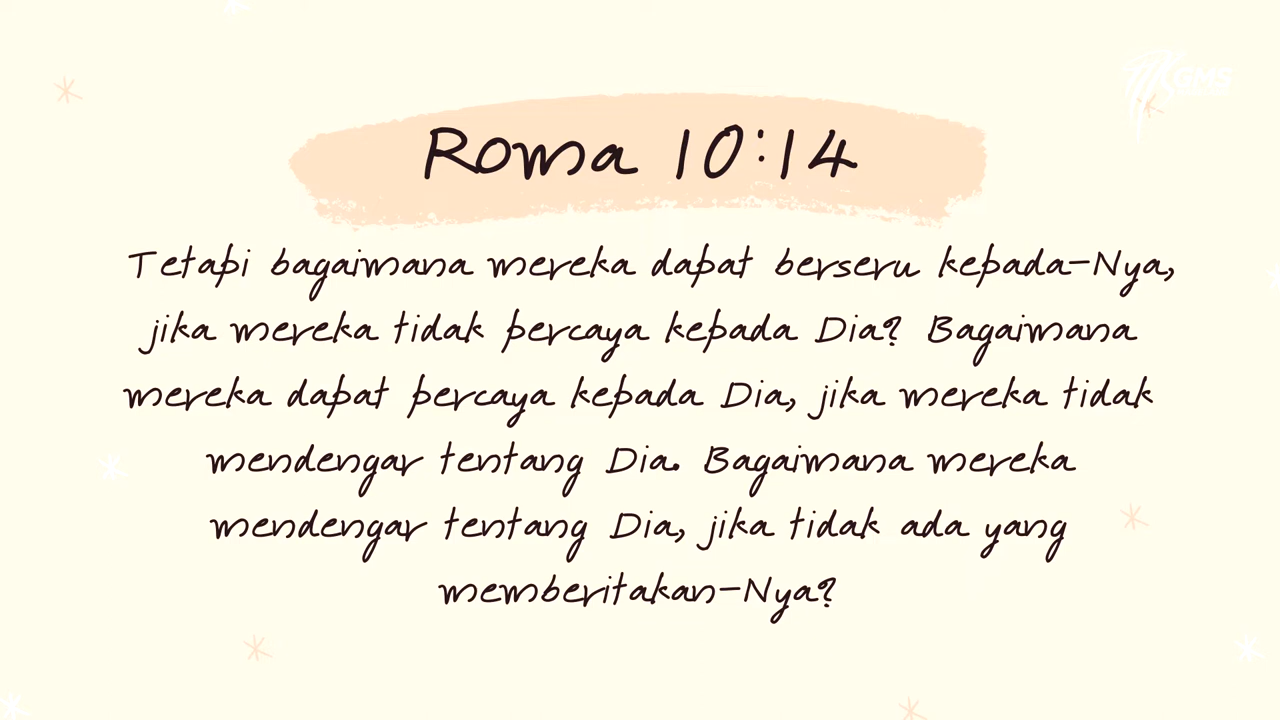 GMS
Roma 10:14
Tetapi bagaimana mereka dapat berseru kepada-Nya,
jika mereka tidak percaya kepada Dia? Bagaimana
mereka dapat percaya kepada Dia, jika mereka tidak
mendengar tentang Dia. Bagaimana mereka
mendengar tentang Dia, jika tidak ada yang
memberitakan-Nya?